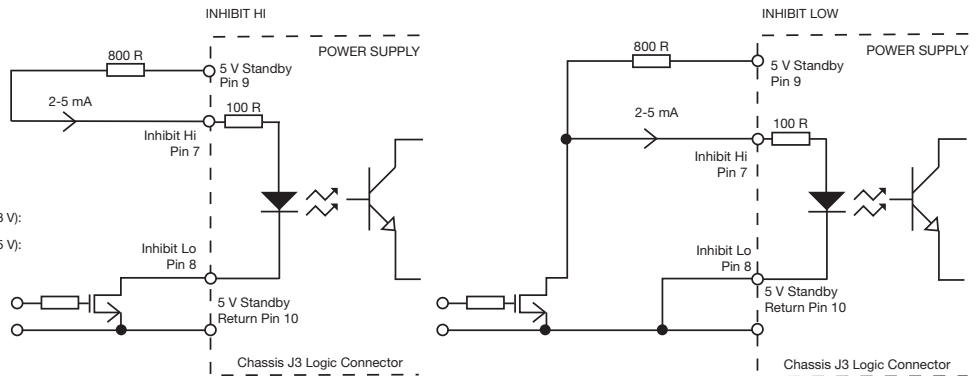 INHIBIT HI
POWER SUPPLY
800 R
5 V Standby
Pin 9
2-5 mA
100 R
Inhibit Hi
Pin 7
3 V):
5 V):
Inhibit Lo
Pin 8
5 V Standby
Return Pin 10
Chassis J3 Logic Connector
INHIBIT LOW
POWER SUPPLY
800 R
5 V Standby
Pin 9
2-5 mA
100 R
Inhibit Hi
Pin 7
Inhibit Lo
Pin 8
5 V Standby
Return Pin 10
Chassis J3 Logic Connector